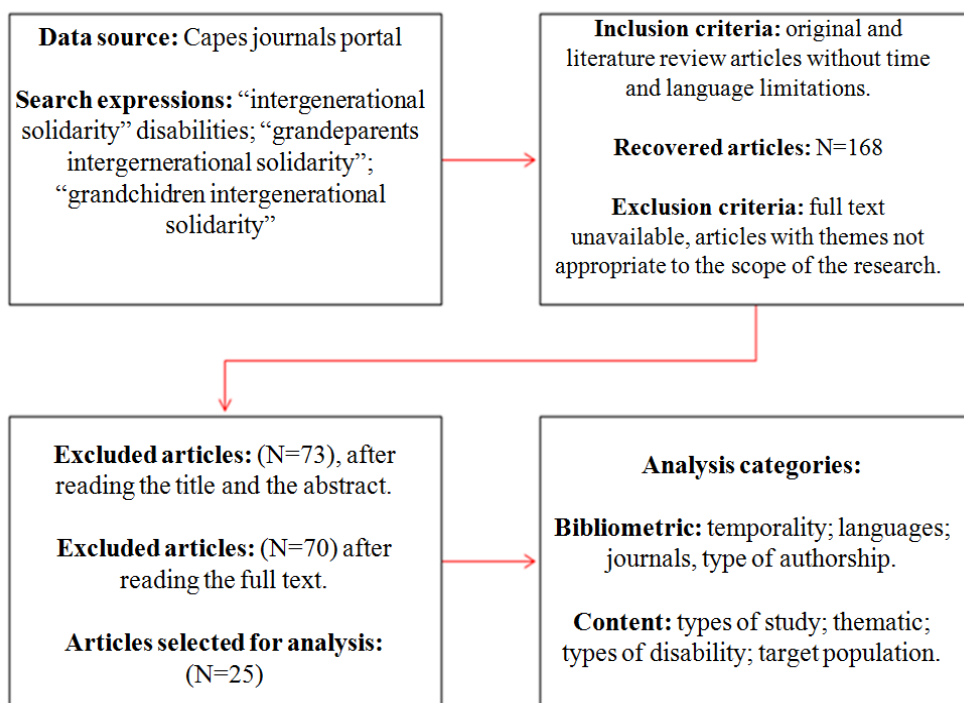 Data source: Capes journals portal
Search expressions: “intergenerational
solidarity” disabilities; “grandeparents
intergernerational solidarity”;
“grandchidren intergenerational
solidarity”
Inclusion criteria: original and
literature review articles without time
and language limitations.
Recovered articles: N=168
Exclusion criteria: full text
unavailable, articles with themes not
appropriate to the scope of the research.
Excluded articles: (N=73), after
reading the title and the abstract.
Excluded articles: (N=70) after
reading the full text.
Articles selected for analysis:
(N=25)
Analysis categories:
Bibliometric: temporality; languages;
journals, type of authorship.
Content: types of study; thematic;
types of disability; target population.